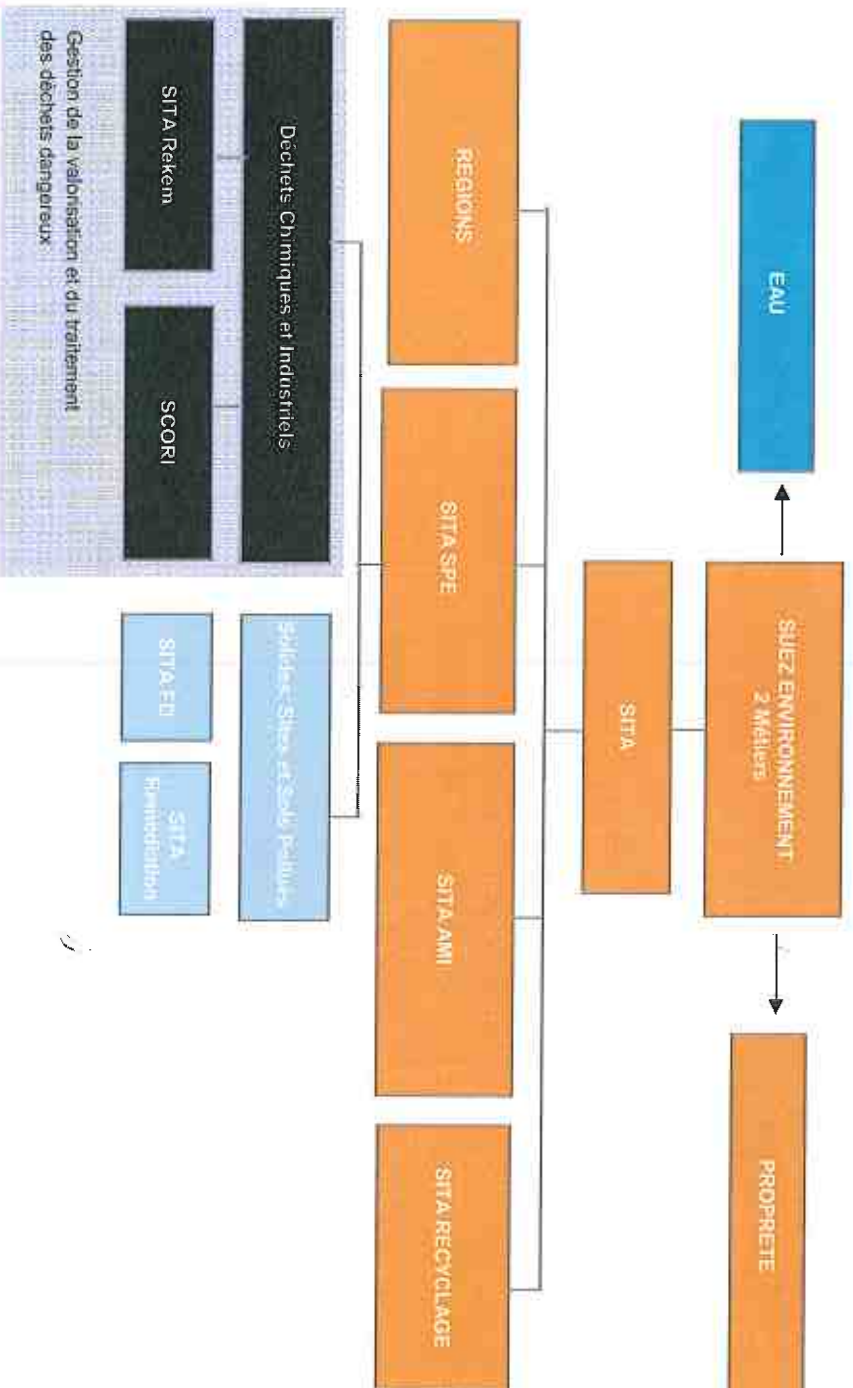 SUEZ ENVIRONNEMENT
2 Métiers
EAU
PROPRETE
SITA
REGIONS
SITA SPE
SITA AMI
SITA RECYCLAGE
Déchets Chimiques et Industriels
Solides, Sites et Sols Pollués
SITA Rekem
SCORI
SITA FD
SITA
Remédiation
Gestion de la valorisation et du traitement
des déchets dangereux